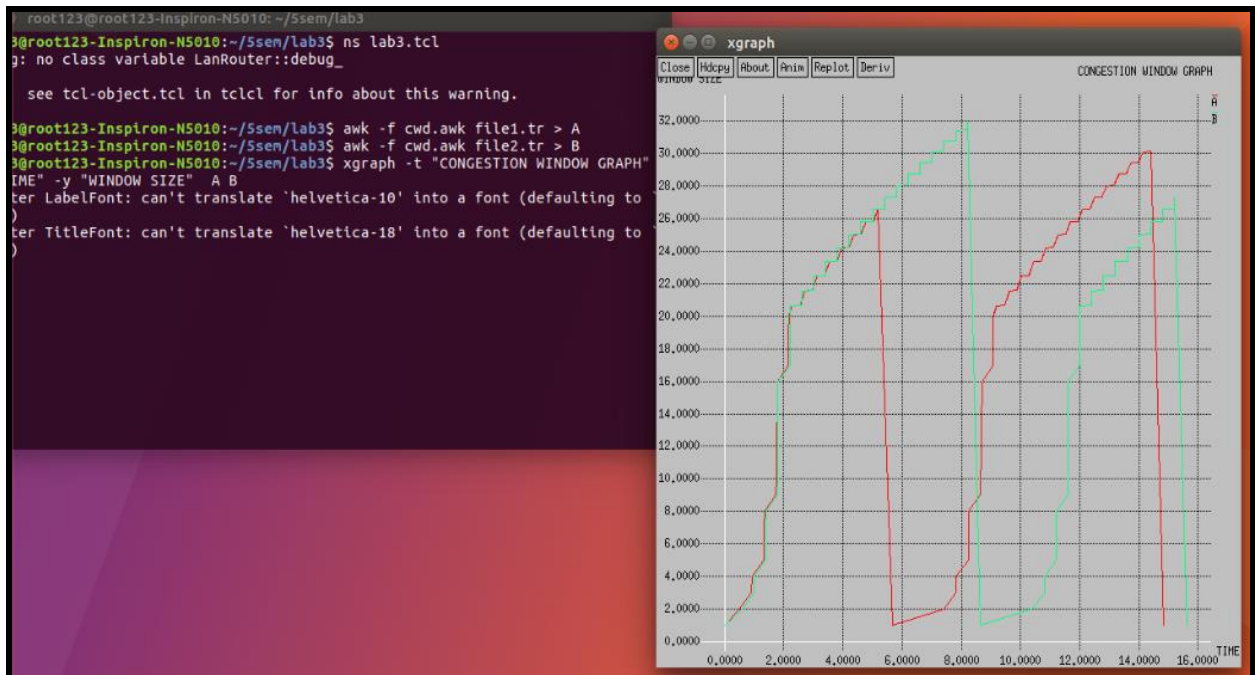 root123@root123-Inspiron-N5010: ~/5sem/lab3
3@root123-Inspiron-N5010:~/5sem/lab3$ ns lab3.tcl
g: no class variable LanRouter::debug_
see tcl-object.tcl in tclcl for info about this warning.
3@root123-Inspiron-N5010:~/5sem/lab3$ awk -f cwd.awk file1.tr > A
3@root123-Inspiron-N5010:~/5sem/lab3$ awk -f cwd.awk file2.tr > B
3@root123-Inspiron-N5010:~/5sem/lab3$ xgraph -t "CONGESTION WINDOW GRAPH"
IME" -y "WINDOW SIZE" A B
ter LabelFont: can't translate `helvetica-10' into a font (defaulting to `
)
ter TitleFont: can't translate `helvetica-18' into a font (defaulting to `
)
xgraph
Close Hdcpy About Anim Replot Deriv
WINDOW SIZE
CONGESTION WINDOW GRAPH
A
B
32.0000
30.0000
28.0000
26.0000
24.0000
22.0000
20.0000
18.0000
16.0000
14.0000
12.0000
10.0000
8.0000
6.0000
4.0000
2.0000
0.0000
0.0000 2.0000 4.0000 6.0000 8.0000 10.0000 12.0000 14.0000 16.0000
TIME